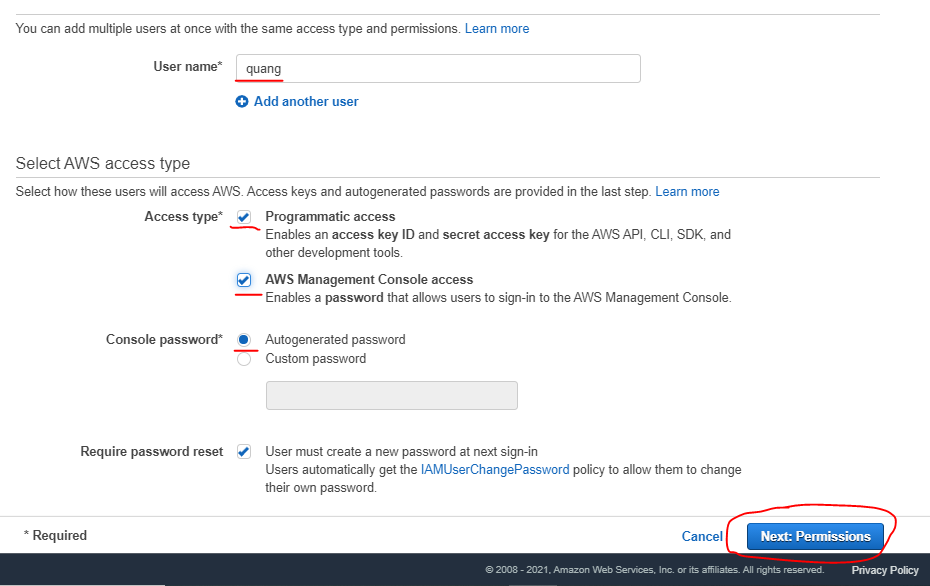 You can add multiple users at once with the same access type and permissions. Learn more
User name*
quang
Add another user
Select AWS access type
Select how these users will access AWS. Access keys and autogenerated passwords are provided in the last step. Learn more
Access type*
Programmatic access
Enables an access key ID and secret access key for the AWS API, CLI, SDK, and
other development tools.
AWS Management Console access
Enables a password that allows users to sign-in to the AWS Management Console.
Console password*
Autogenerated password
Custom password
Require password reset
User must create a new password at next sign-in
Users automatically get the IAMUserChangePassword policy to allow them to change
their own password.
* Required
Cancel
Next: Permissions
© 2008 - 2021, Amazon Web Services, Inc. or its affiliates. All rights reserved.
Privacy Policy